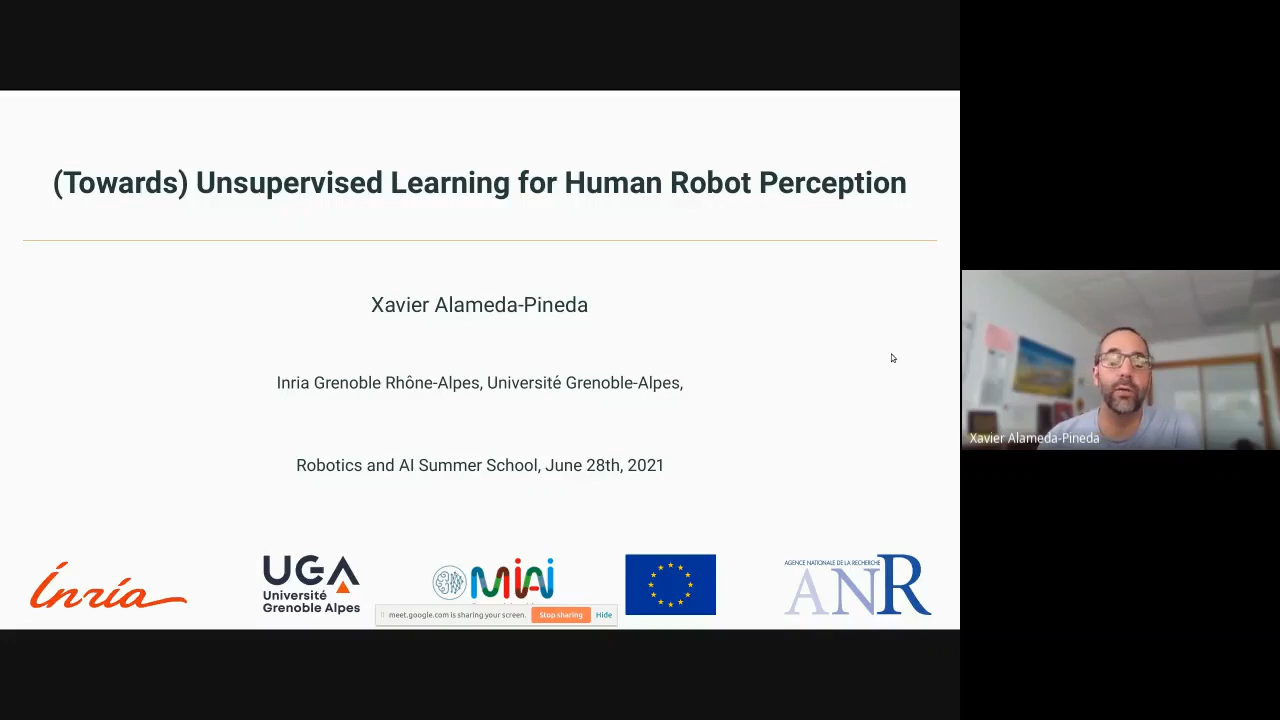 (Towards) Unsupervised Learning for Human Robot Perception
Xavier Alameda-Pineda
Inria Grenoble Rhône-Alpes, Université Grenoble-Alpes,
Robotics and AI Summer School, June 28th, 2021
Inria
UGA
Université
Grenoble Alpes
MIAI
AGENCE NATIONALE DE LA RECHERCHE
ANR
meet.google.com is sharing your screen.
Stop sharing
Hide
Xavier Alameda-Pineda